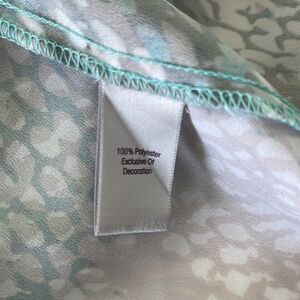 100% Polyester
Exclusive Of
Decoration